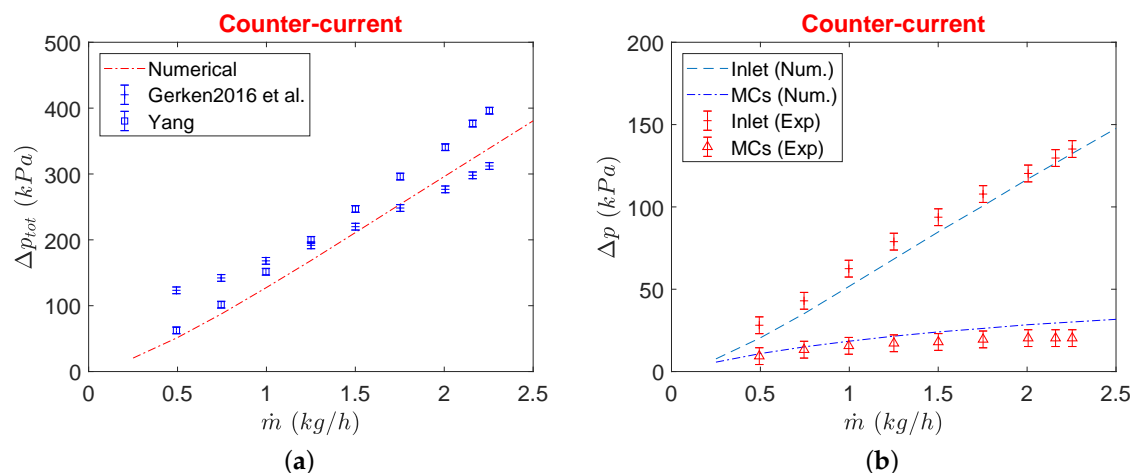 Counter-current
500
400
300
200
100
0
Δp_tot (kPa)
Numerical
Gerken2016 et al.
Yang
0 0.5 1 1.5 2 2.5
ṁ (kg/h)
(a)
Counter-current
200
150
100
50
0
Δp (kPa)
Inlet (Num.)
MCs (Num.)
Inlet (Exp)
MCs (Exp)
0 0.5 1 1.5 2 2.5
ṁ (kg/h)
(b)